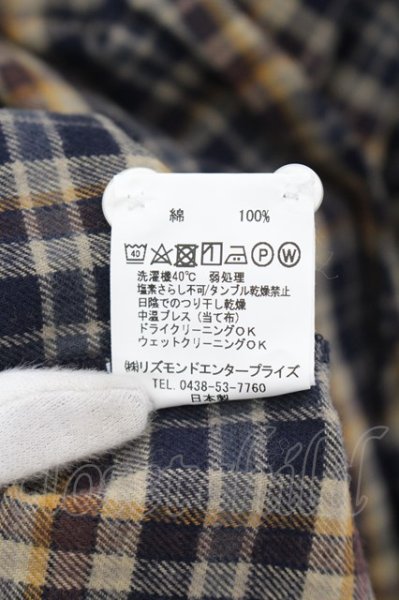 綿 100%
40 P W
洗濯機40℃ 弱処理
塩素さらし不可/タンブル乾燥禁止
日陰でのつり干し乾燥
中温プレス（当て布）
ドライクリーニングOK
ウェットクリーニングOK
㈱リズモンドエンタープライズ
TEL. 0438-53-7760
日本製